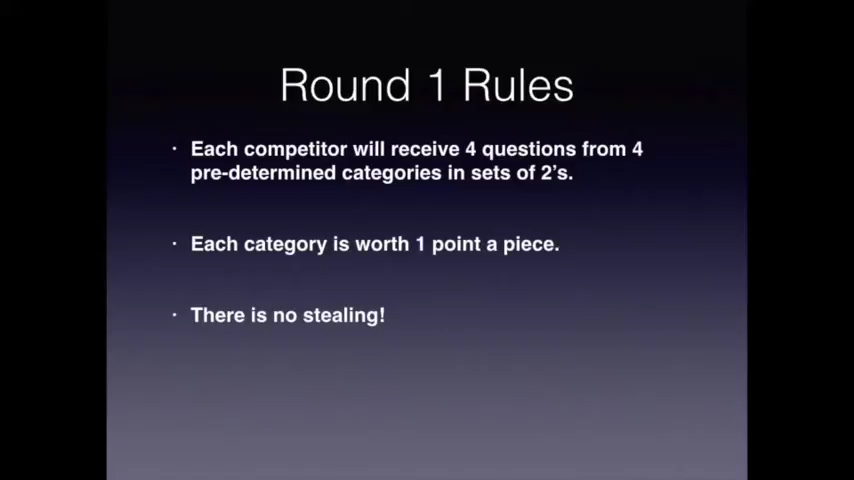 Round 1 Rules
· Each competitor will receive 4 questions from 4
pre-determined categories in sets of 2's.
· Each category is worth 1 point a piece.
· There is no stealing!